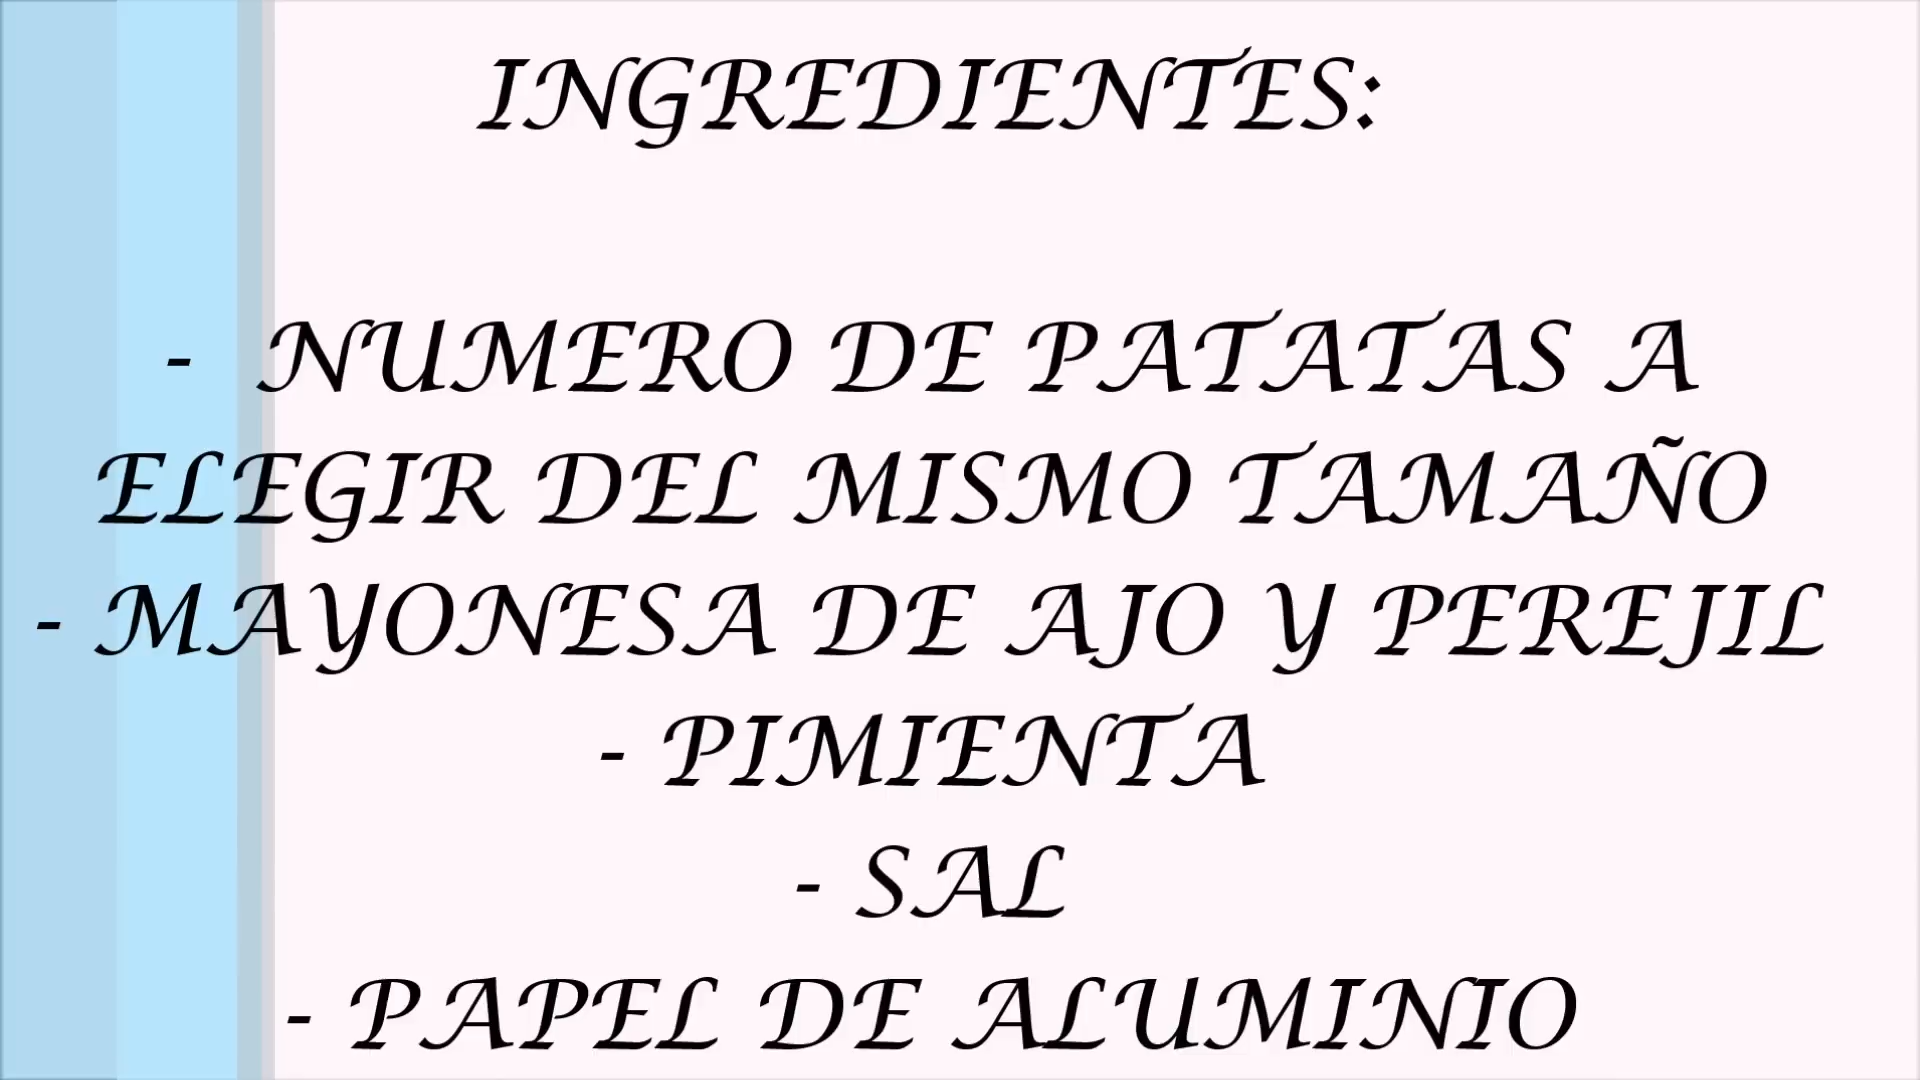 INGREDIENTES:
- NUMERO DE PATATAS A
ELEGIR DEL MISMO TAMAÑO
- MAYONESA DE AJO Y PEREJIL
- PIMIENTA
- SAL
- PAPEL DE ALUMINIO